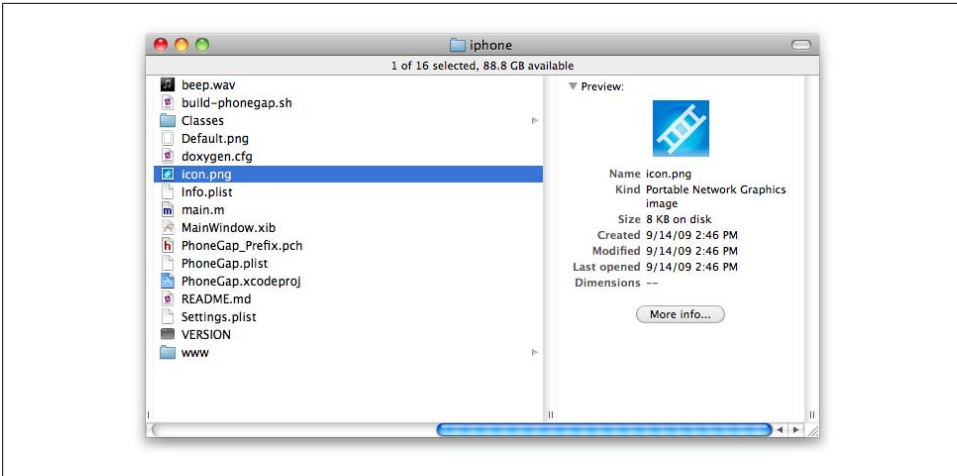 iphone
1 of 16 selected, 88.8 GB available
beep.wav
build-phonegap.sh
Classes
Default.png
doxygen.cfg
icon.png
Info.plist
main.m
MainWindow.xib
PhoneGap_Prefix.pch
PhoneGap.plist
PhoneGap.xcodeproj
README.md
Settings.plist
VERSION
www
Preview:
Name icon.png
Kind Portable Network Graphics
image
Size 8 KB on disk
Created 9/14/09 2:46 PM
Modified 9/14/09 2:46 PM
Last opened 9/14/09 2:46 PM
Dimensions --
More info...